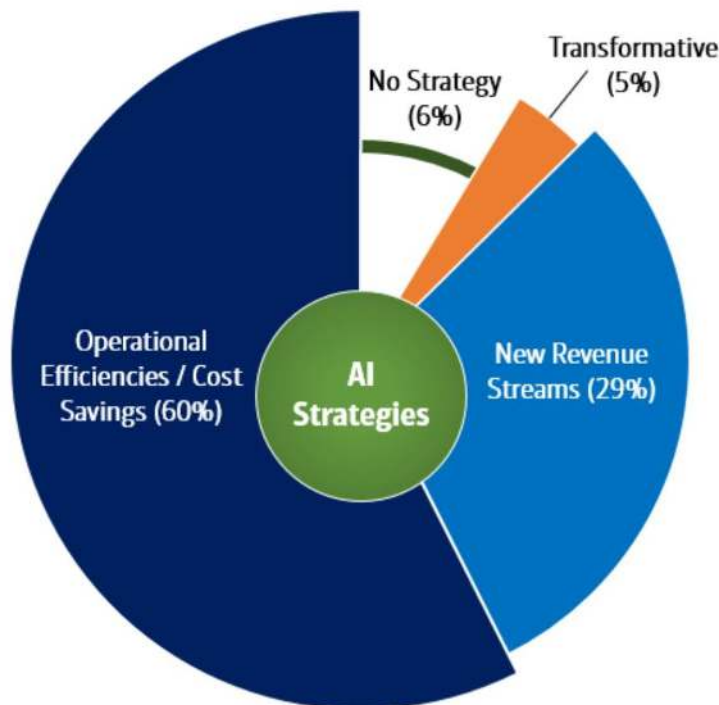 Transformative
(5%)
No Strategy
(6%)
Operational
Efficiencies / Cost
Savings (60%)
AI
Strategies
New Revenue
Streams (29%)